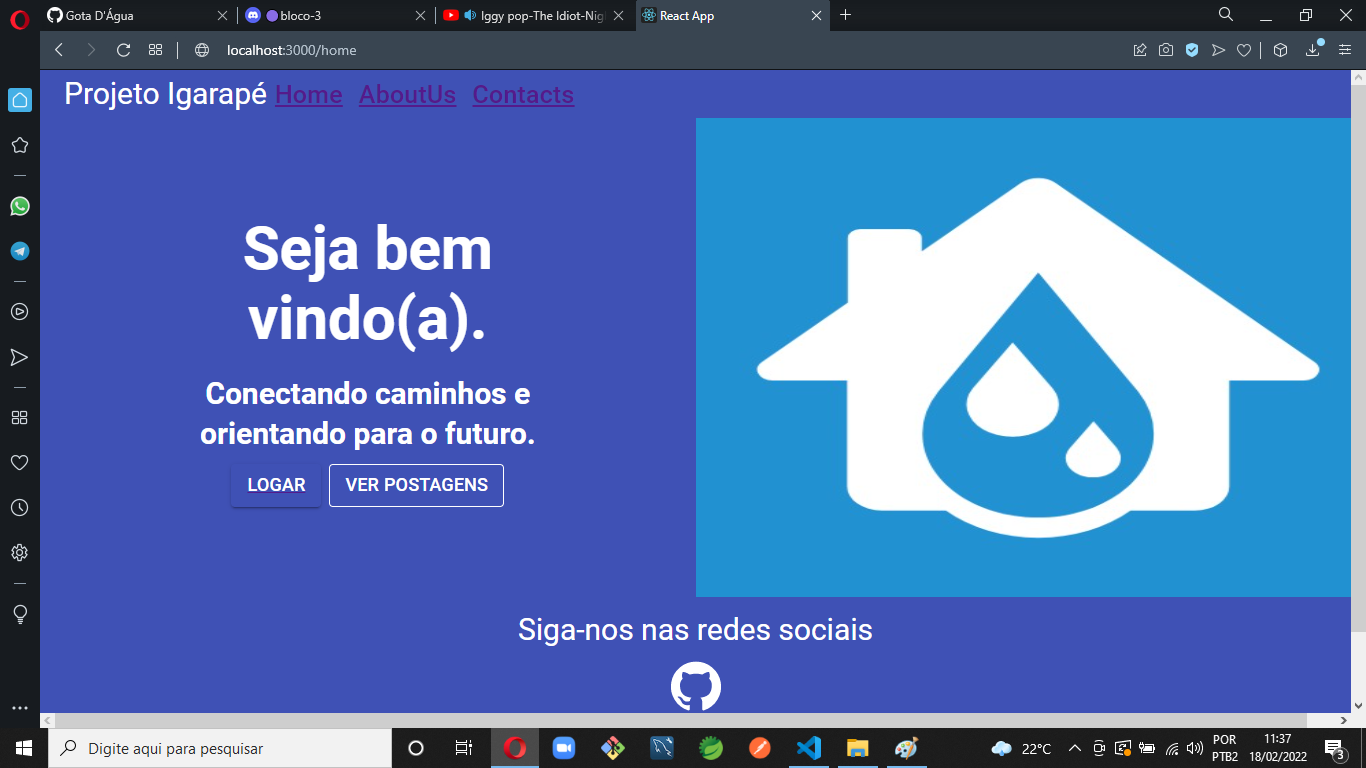 Gota D'Água
bloco-3
Iggy pop-The Idiot-Nig
React App
localhost:3000/home
Projeto Igarapé Home AboutUs Contacts
Seja bem
vindo(a).
Conectando caminhos e
orientando para o futuro.
LOGAR VER POSTAGENS
Siga-nos nas redes sociais
Digite aqui para pesquisar
22°C
POR
PTB2
11:37
18/02/2022
3